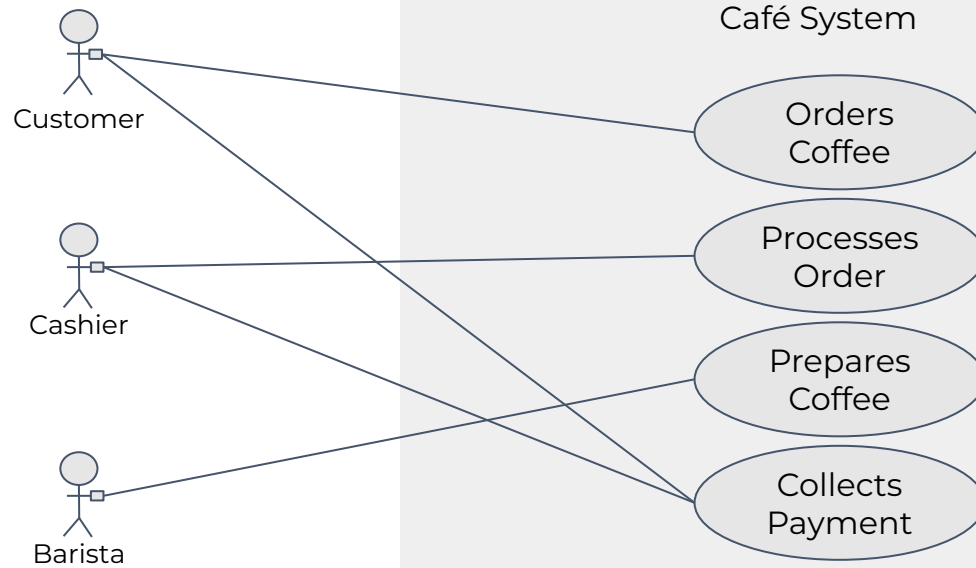 Café System
Customer
Orders
Coffee
Cashier
Processes
Order
Prepares
Coffee
Barista
Collects
Payment